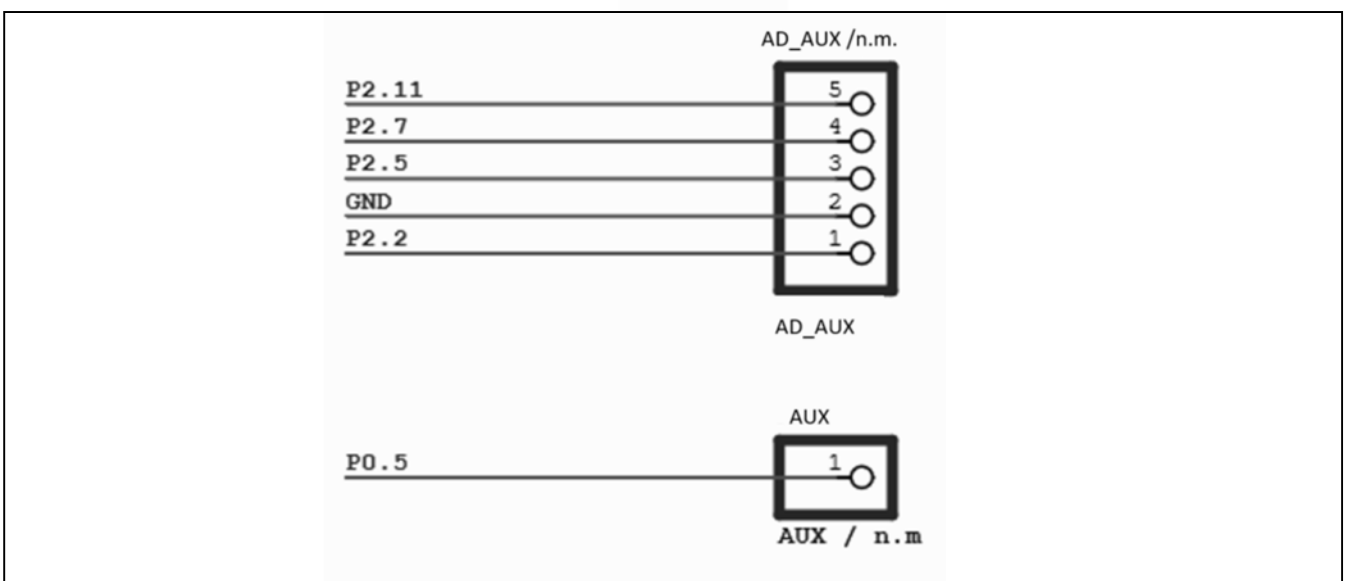 AD_AUX /n.m.
P2.11 5
P2.7 4
P2.5 3
GND 2
P2.2 1
AD_AUX
AUX
P0.5 1
AUX / n.m